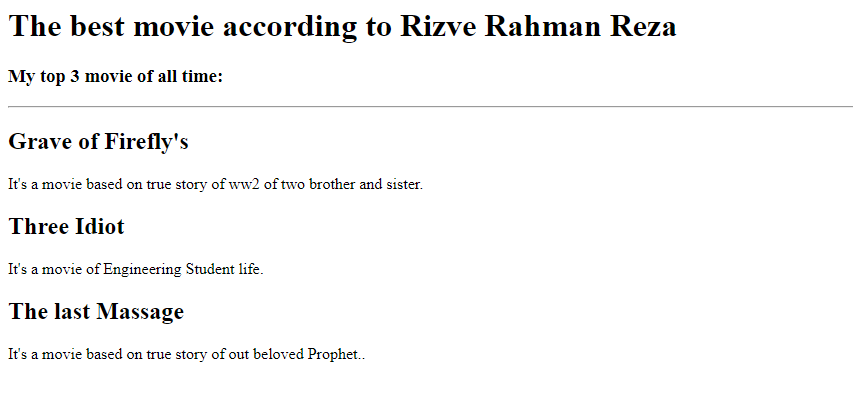 The best movie according to Rizve Rahman Reza
My top 3 movie of all time:
Grave of Firefly's
It's a movie based on true story of ww2 of two brother and sister.
Three Idiot
It's a movie of Engineering Student life.
The last Massage
It's a movie based on true story of out beloved Prophet..